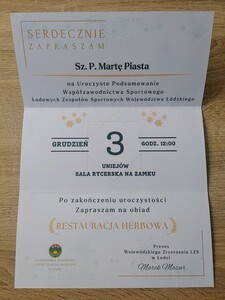 SERDECZNIE
ZAPRASZAM
Sz. P. Martę Piasta
na Uroczyste Podsumowanie
Współzawodnictwa Sportowego
Ludowych Zespołów Sportowych Województwa Łódzkiego
GRUDZIEŃ
3
GODZ. 12:00
UNIEJÓW
SALA RYCERSKA NA ZAMKU
Po zakończeniu uroczystości
Zapraszam na obiad
(RESTAURACJA HERBOWA)
Prezes
Wojewódzkiego Zrzeszenia LZS
w Łodzi
Marek Mazur